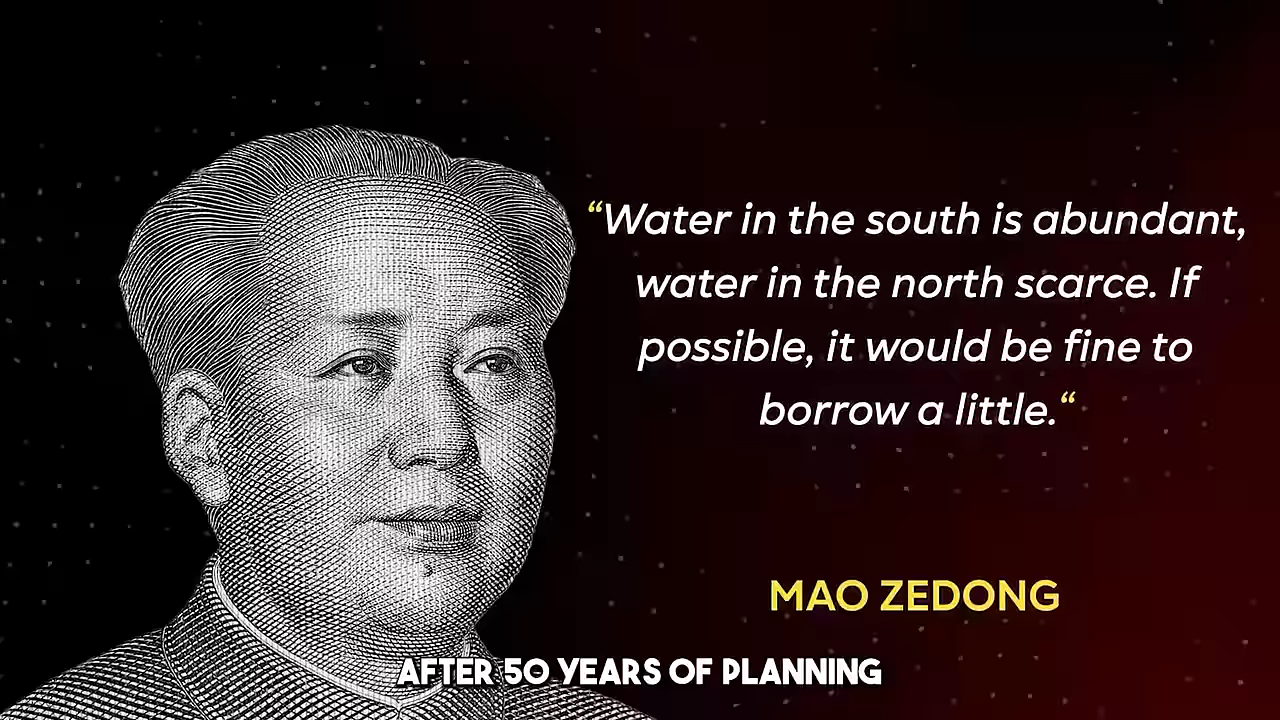 “Water in the south is abundant,
water in the north scarce. If
possible, it would be fine to
borrow a little.“
MAO ZEDONG
AFTER 50 YEARS OF PLANNING